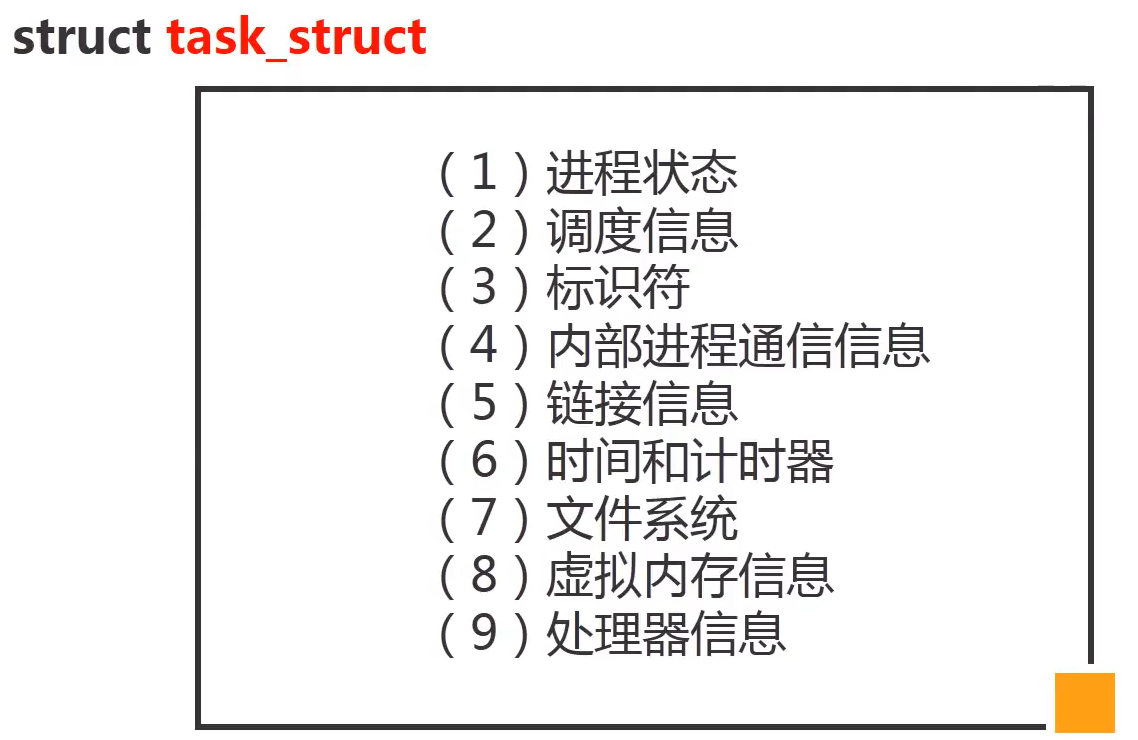 struct task_struct
（1）进程状态
（2）调度信息
（3）标识符
（4）内部进程通信信息
（5）链接信息
（6）时间和计时器
（7）文件系统
（8）虚拟内存信息
（9）处理器信息